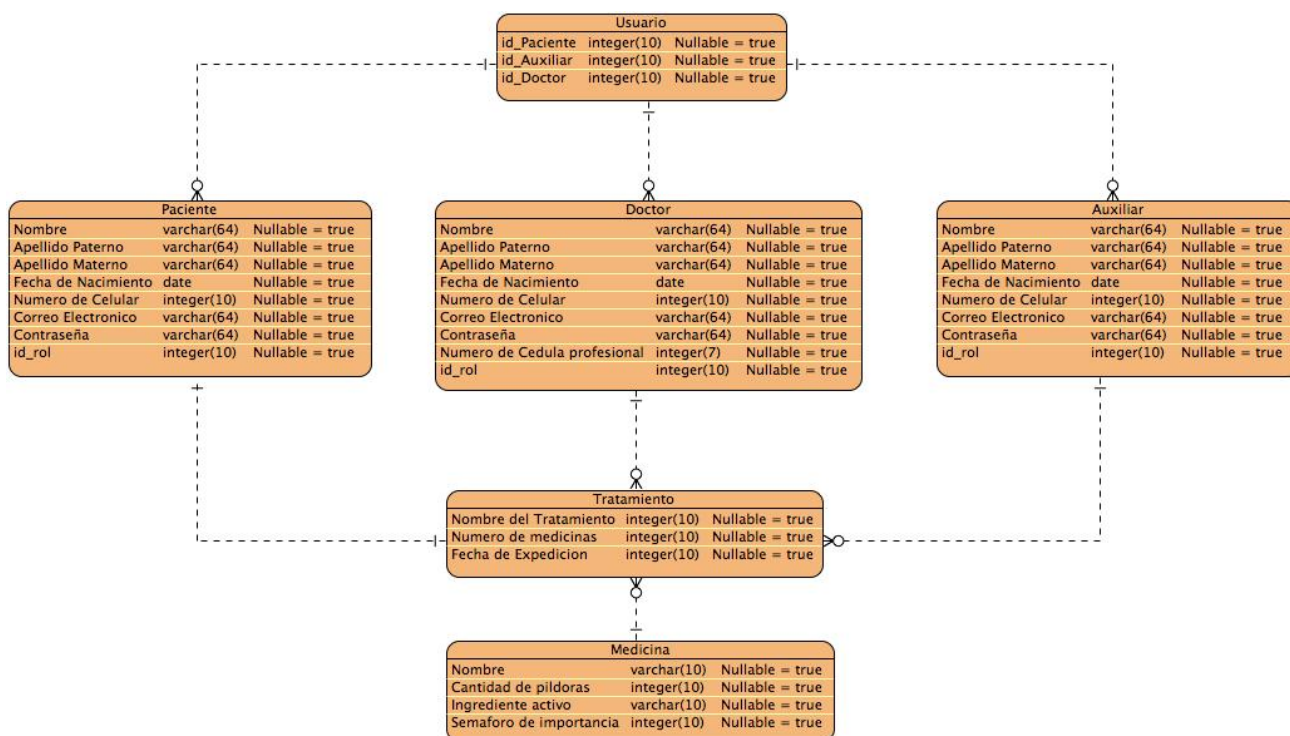 Usuario
id_Paciente integer(10) Nullable = true
id_Auxiliar integer(10) Nullable = true
id_Doctor integer(10) Nullable = true
Paciente
Nombre varchar(64) Nullable = true
Apellido Paterno varchar(64) Nullable = true
Apellido Materno varchar(64) Nullable = true
Fecha de Nacimiento date Nullable = true
Numero de Celular integer(10) Nullable = true
Correo Electronico varchar(64) Nullable = true
Contraseña varchar(64) Nullable = true
id_rol integer(10) Nullable = true
Doctor
Nombre varchar(64) Nullable = true
Apellido Paterno varchar(64) Nullable = true
Apellido Materno varchar(64) Nullable = true
Fecha de Nacimiento date Nullable = true
Numero de Celular integer(10) Nullable = true
Correo Electronico varchar(64) Nullable = true
Contraseña varchar(64) Nullable = true
Numero de Cedula profesional integer(7) Nullable = true
id_rol integer(10) Nullable = true
Auxiliar
Nombre varchar(64) Nullable = true
Apellido Paterno varchar(64) Nullable = true
Apellido Materno varchar(64) Nullable = true
Fecha de Nacimiento date Nullable = true
Numero de Celular integer(10) Nullable = true
Correo Electronico varchar(64) Nullable = true
Contraseña varchar(64) Nullable = true
id_rol integer(10) Nullable = true
Tratamiento
Nombre del Tratamiento integer(10) Nullable = true
Numero de medicinas integer(10) Nullable = true
Fecha de Expedicion integer(10) Nullable = true
Medicina
Nombre varchar(10) Nullable = true
Cantidad de pildoras integer(10) Nullable = true
Ingrediente activo varchar(10) Nullable = true
Semaforo de importancia integer(10) Nullable = true